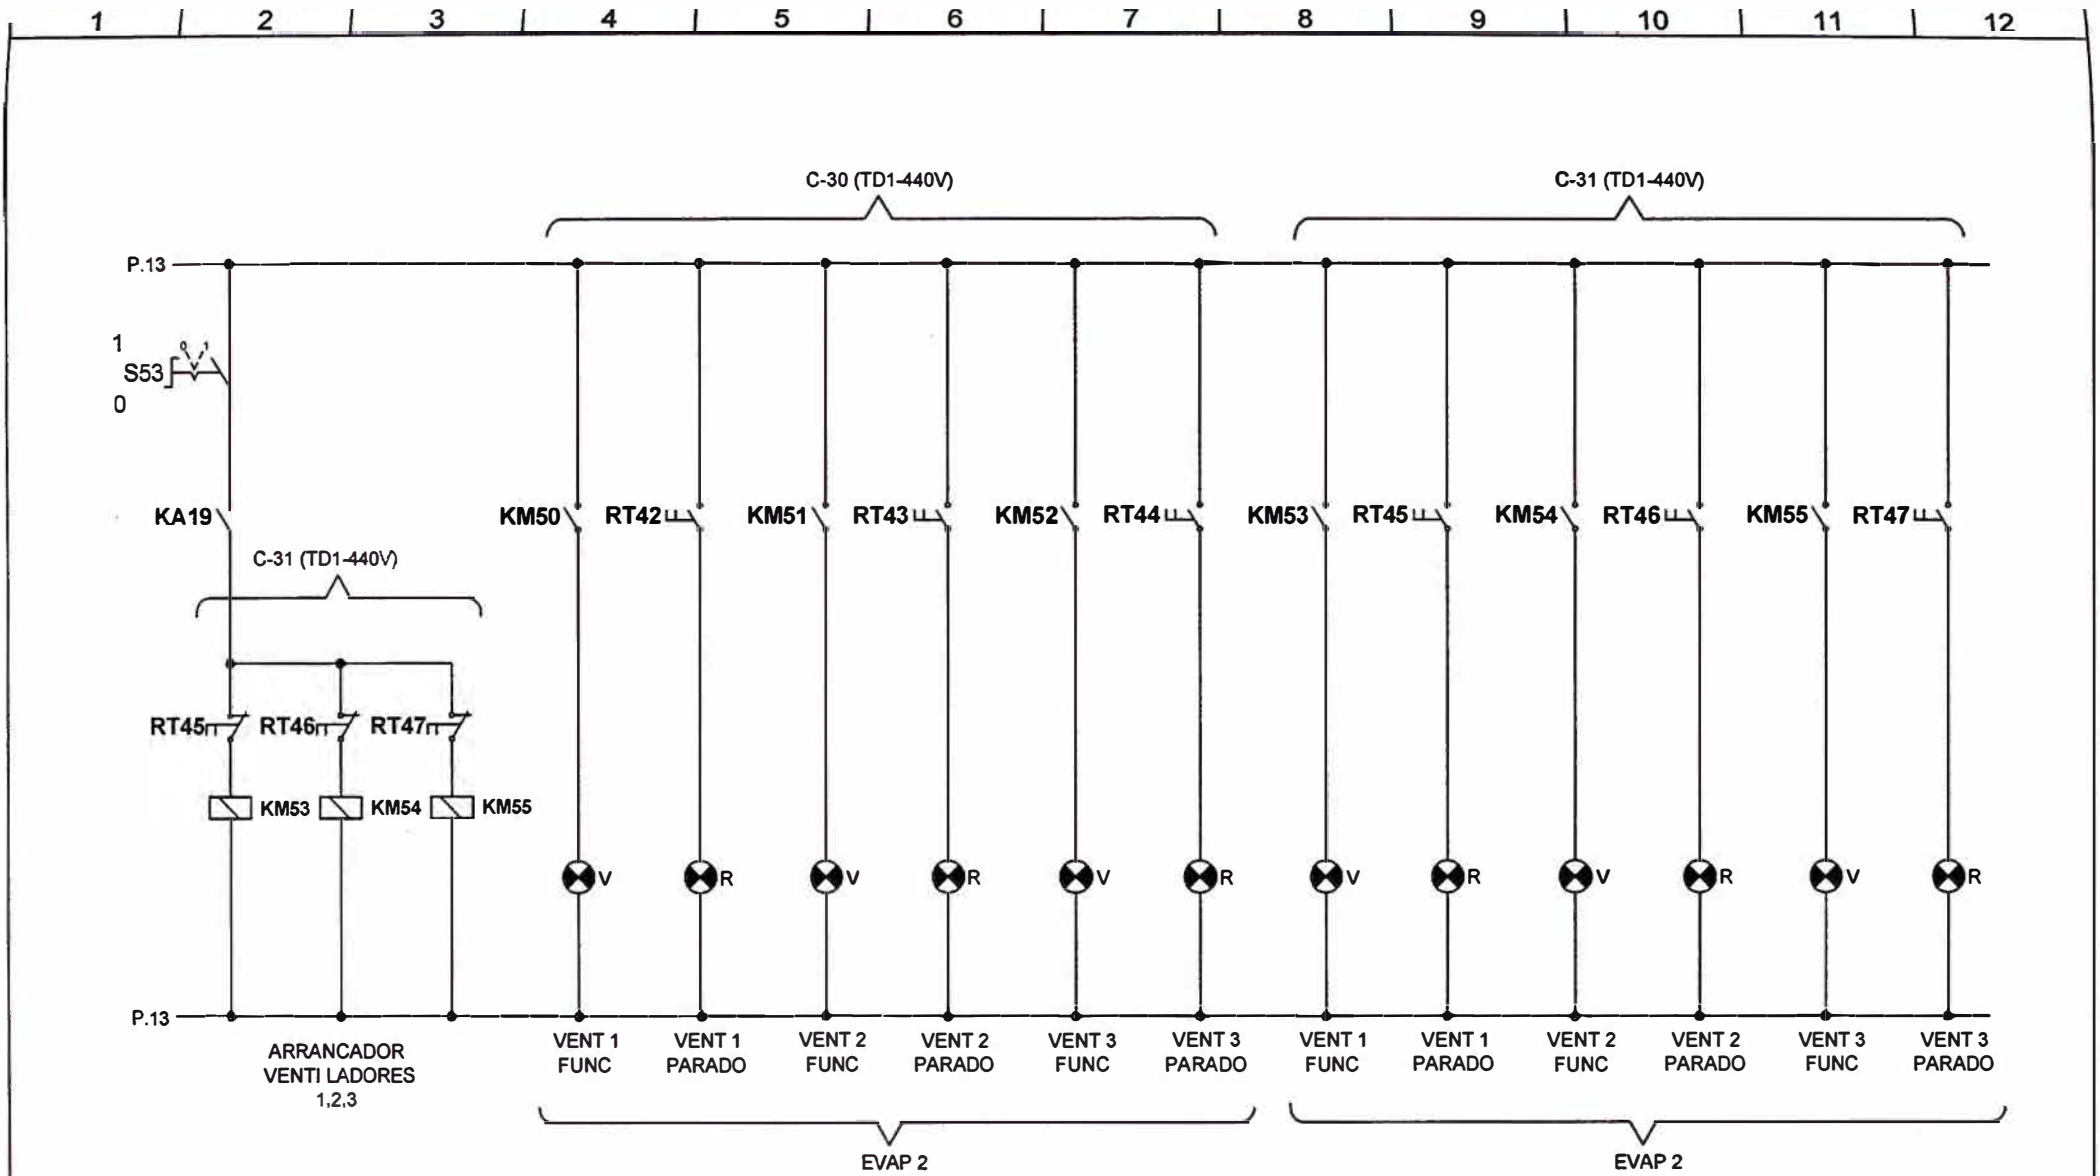 1 2 3 4 5 6 7 8 9 10 11 12
C-30 (TD1-440V) C-31 (TD1-440V)
P.13
0 1
1
S53
0
KA19 KM50 RT42 KM51 RT43 KM52 RT44 KM53 RT45 KM54 RT46 KM55 RT47
C-31 (TD1-440V)
RT45 RT46 RT47
KM53 KM54 KM55
V R V R V R V R V R V R
P.13
ARRANCADOR
VENTI LADORES
1,2,3
VENT 1
FUNC
VENT 1
PARADO
VENT 2
FUNC
VENT 2
PARADO
VENT 3
FUNC
VENT 3
PARADO
VENT 1
FUNC
VENT 1
PARADO
VENT 2
FUNC
VENT 2
PARADO
VENT 3
FUNC
VENT 3
PARADO
EVAP 2 EVAP 2